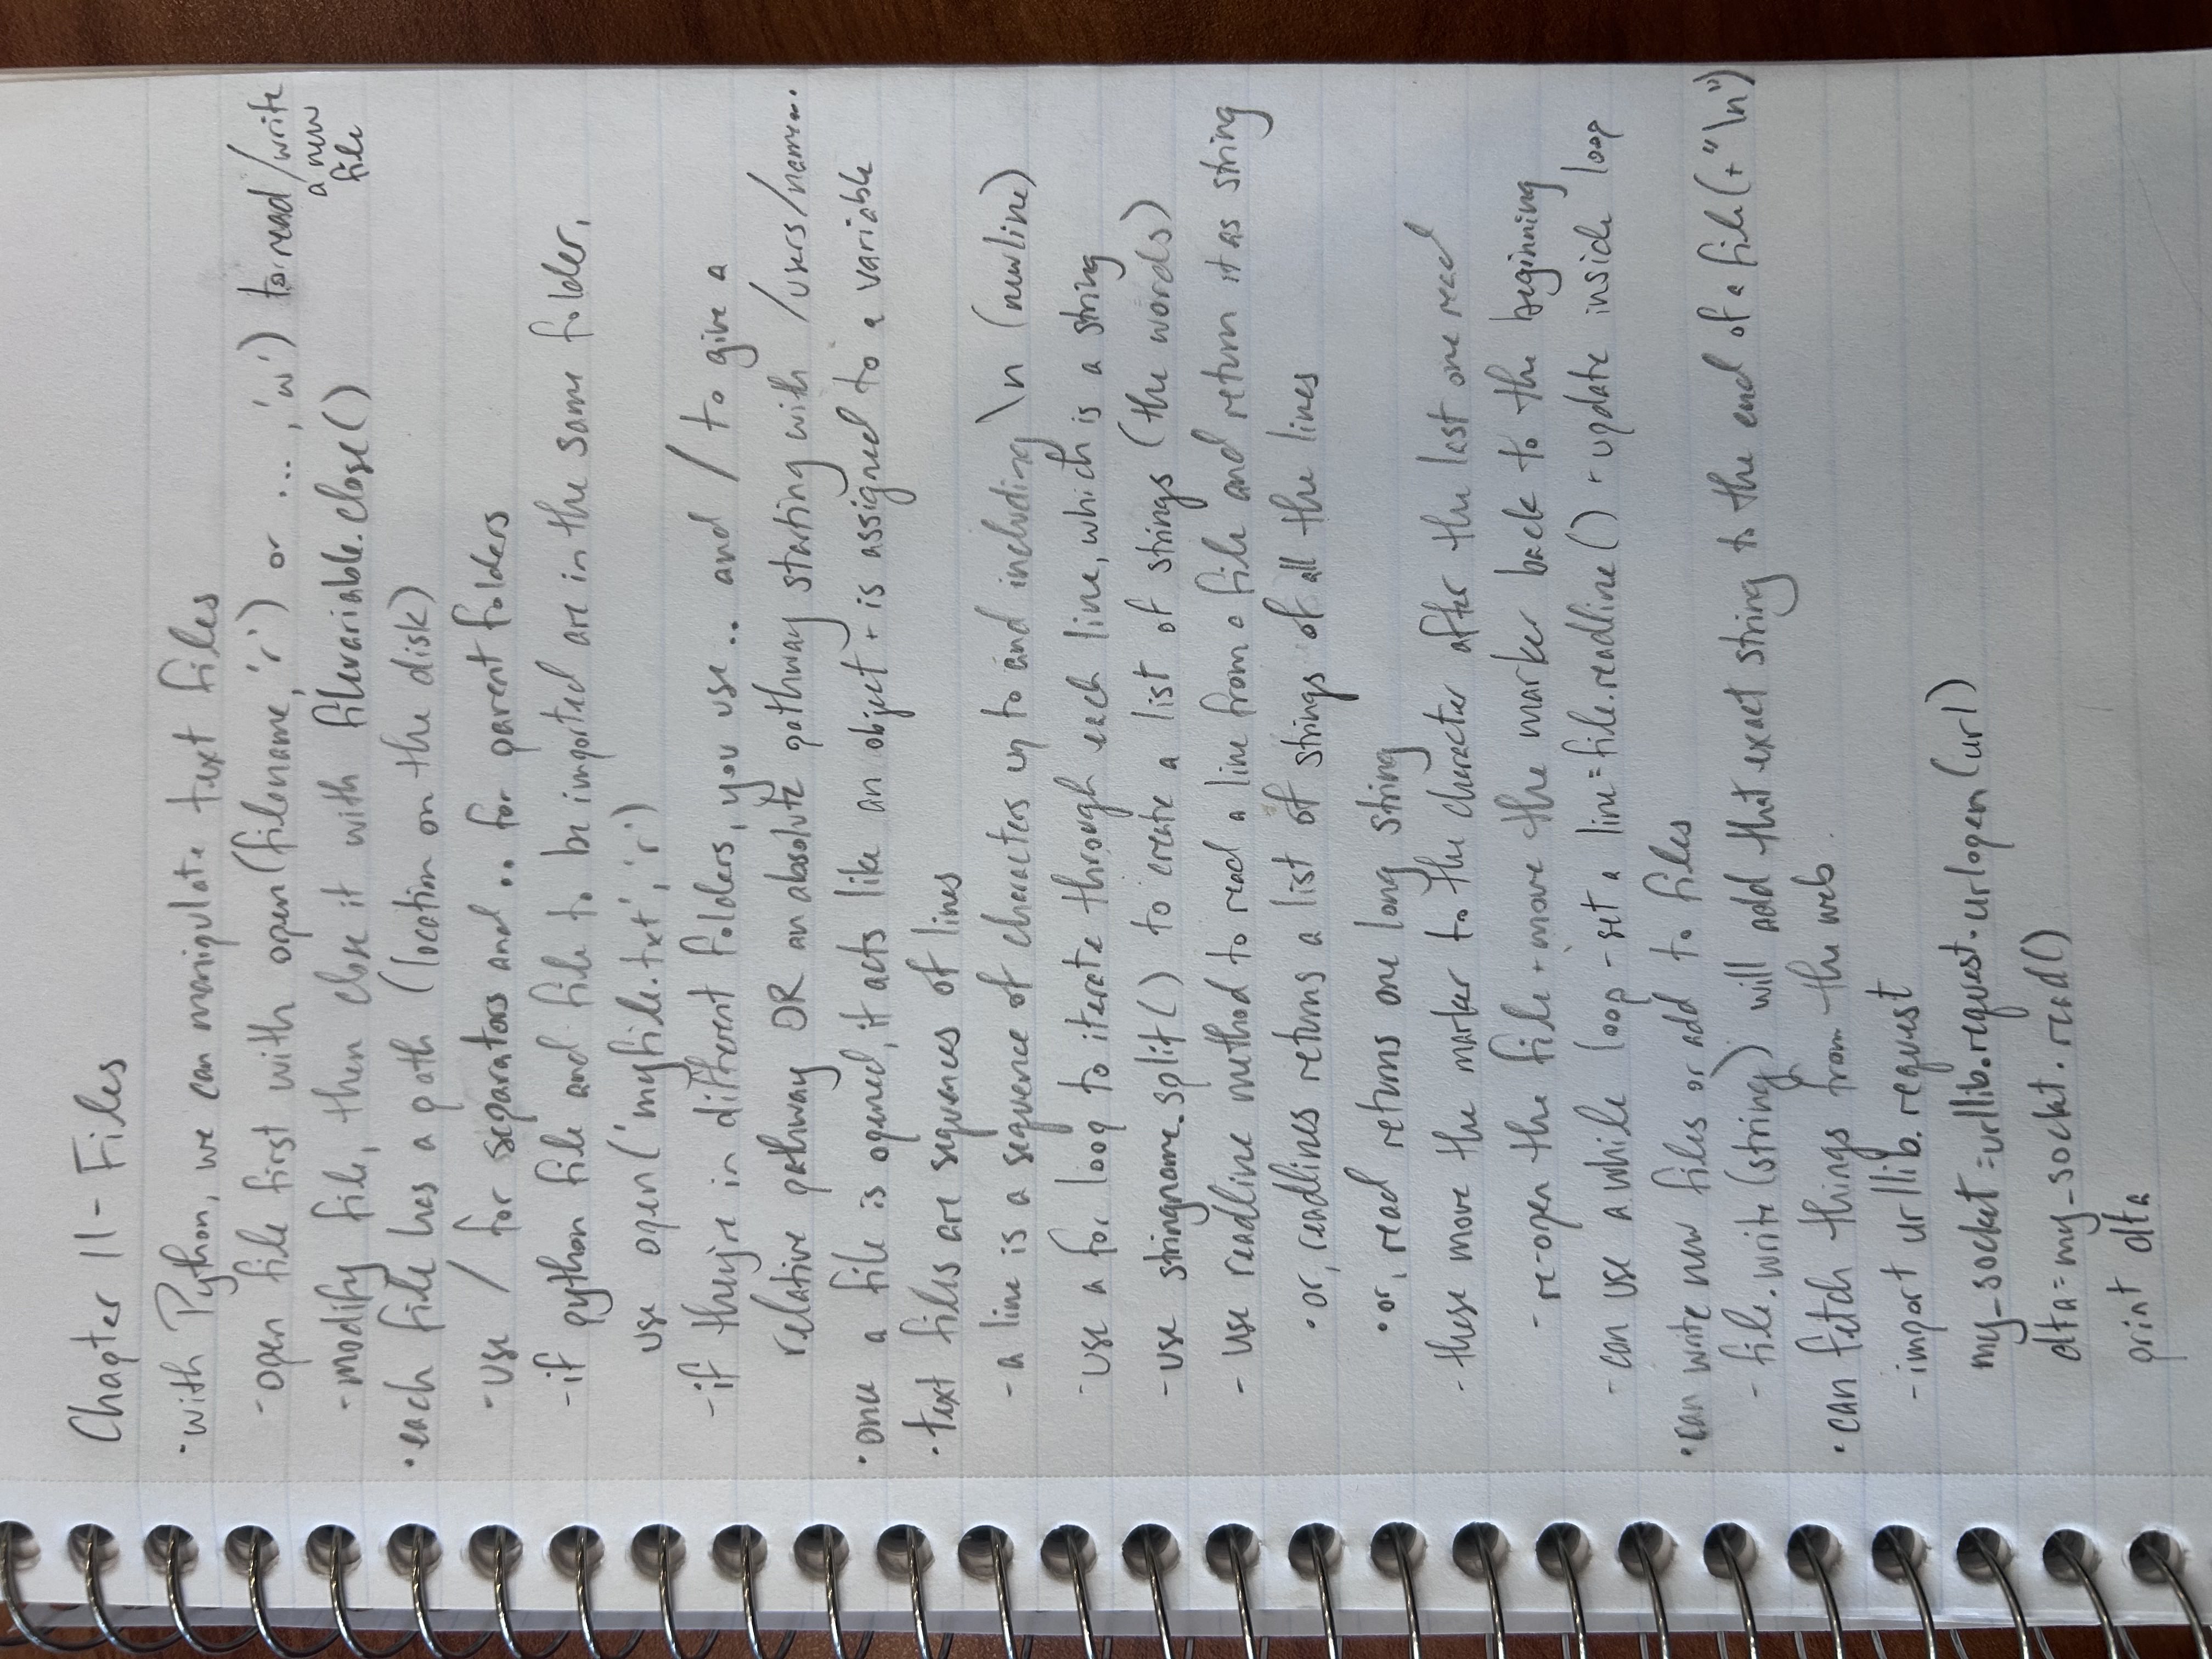 Chapter 11 - Files
• with Python, we can manipulate text files
- open file first with open(filename, 'r') or ... , 'w') to read /write
a new
file
- modify file, then close it with filevariable.close()
• each file has a path (location on the disk)
- use / for separators and .. for parent folders
- if python file and file to be imported are in the same folder,
use open('myfile.txt', 'r')
- if they're in different folders, you use .. and / to give a
relative pathway OR an absolute pathway starting with /users/name...
• once a file is opened, it acts like an object + is assigned to a variable
• text files are sequences of lines
- a line is a sequence of characters up to and including \n (newline)
- use a for loop to iterate through each line, which is a string
- use stringname.split() to create a list of strings (the words)
- use readline method to read a line from a file and return it as string
• or, readlines returns a list of strings of all the lines
• or, read returns one long string
- these move the marker to the character after the last one read
- re-open the file + move the marker back to the beginning
- can use a while loop - set a line=file.readline() + update inside loop
• can write new files or add to files
- file.write(string) will add that exact string to the end of a file (+ "\n")
• can fetch things from the web.
- import urllib.request
my_socket=urllib.request.urlopen(url)
dta=my_socket.read()
print dta